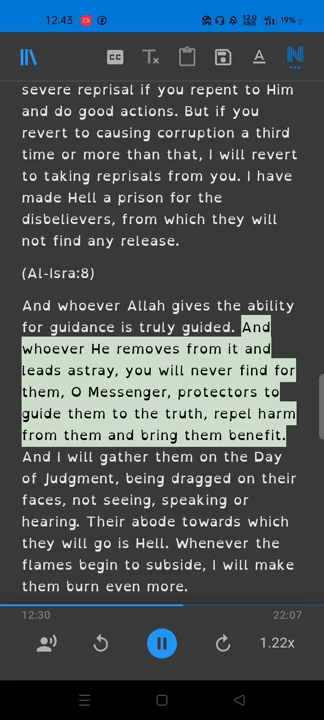 12.43 12.0 KB/S 4G 19%
CC T× A N
severe reprisal if you repent to Him
and do good actions. But if you
revert to causing corruption a third
time or more than that, I will revert
to taking reprisals from you. I have
made Hell a prison for the
disbelievers, from which they will
not find any release.
(Al-Isra:8)
And whoever Allah gives the ability
for guidance is truly guided. And
whoever He removes from it and
leads astray, you will never find for
them, O Messenger, protectors to
guide them to the truth, repel harm
from them and bring them benefit.
And I will gather them on the Day
of Judgment, being dragged on their
faces, not seeing, speaking or
hearing. Their abode towards which
they will go is Hell. Whenever the
flames begin to subside, I will make
them burn even more.
12:30 22:07
1.22x